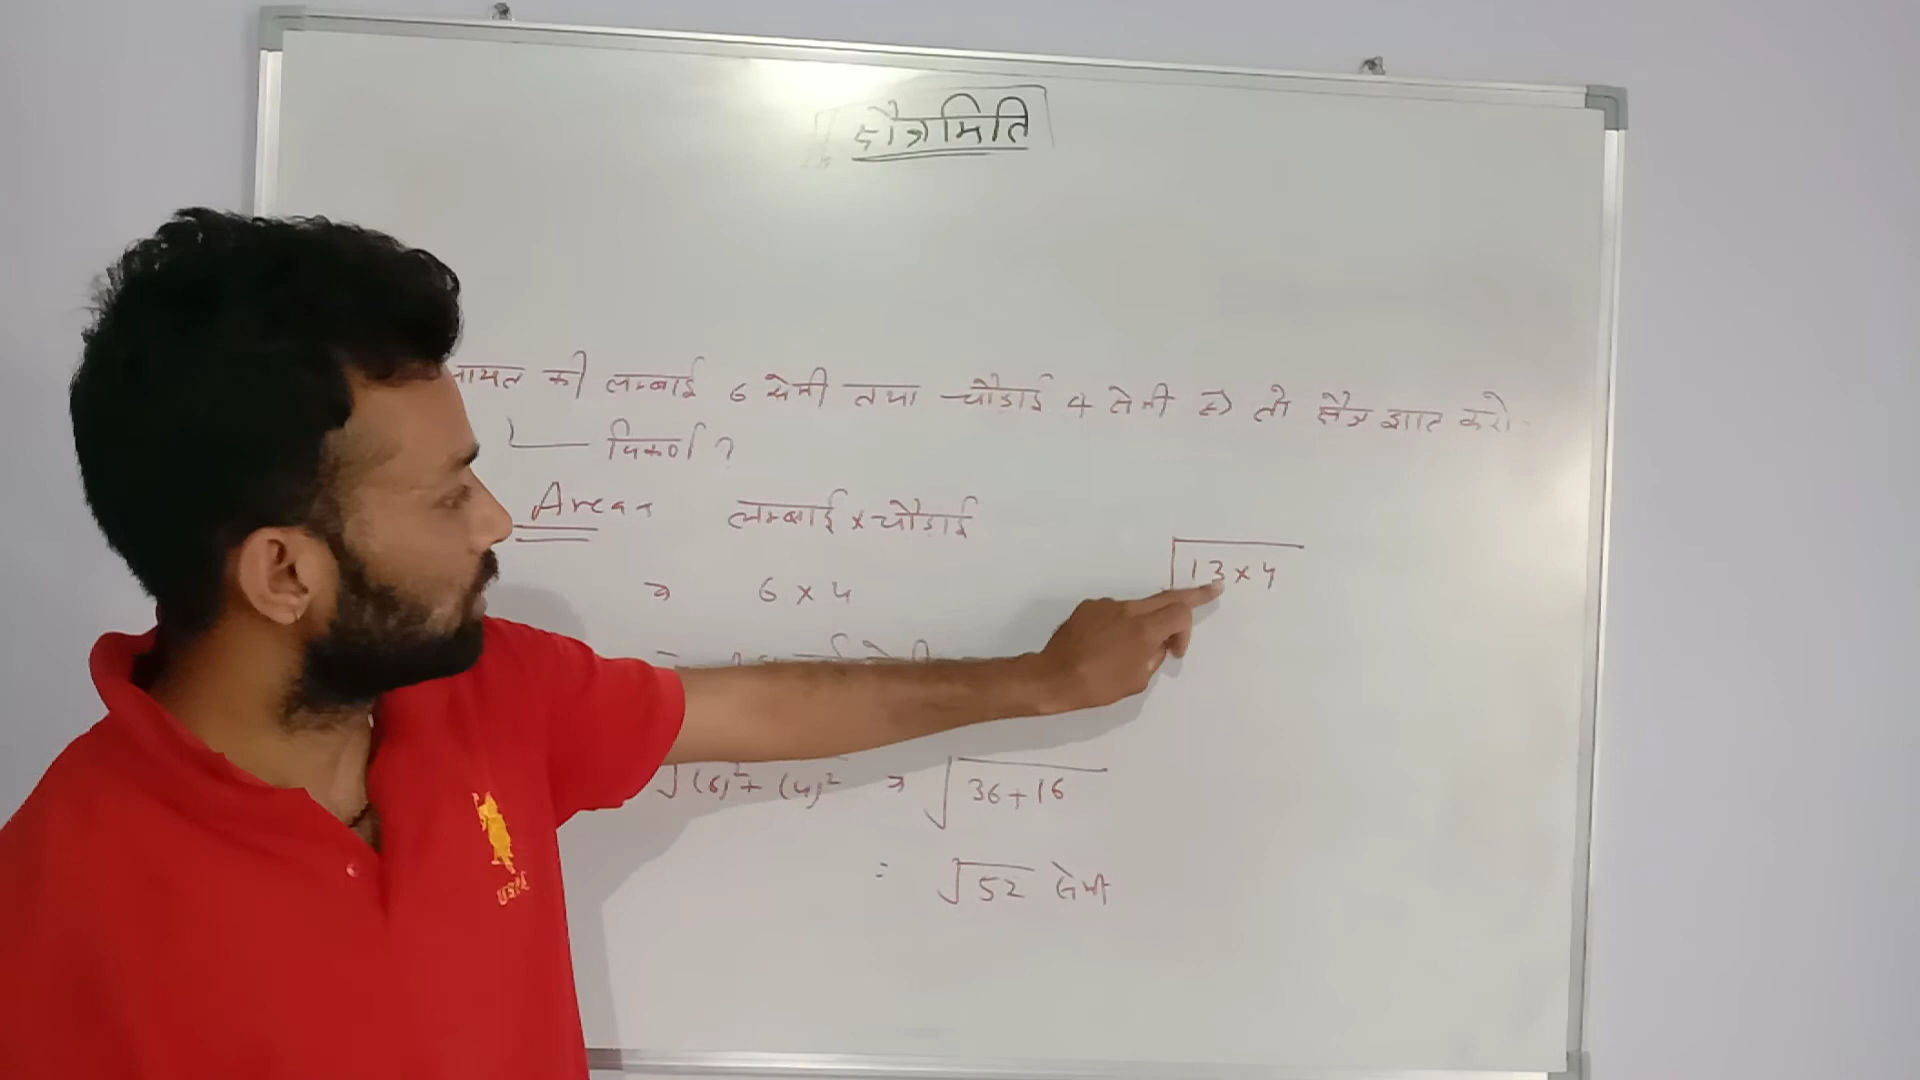 क्षेत्रमिति
की लम्बाई 6 सेमी तथा चौड़ाई 4 सेमी हो तो क्षेत्र ज्ञात करो-
विकर्ण ?
Area → लम्बाई × चौड़ाई
→ 6 × 4
√13×4
√(6)²+(4)² → √36+16
= √52 सेमी